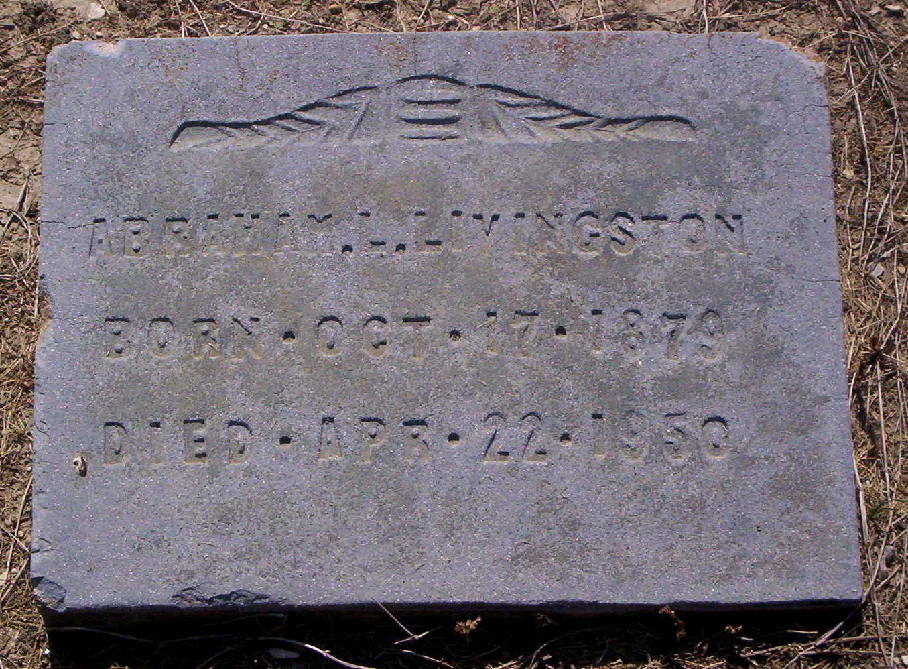 ABRAHAM.L.LIVINGSTON
BORN·OCT·17·1879
DIED·APR·22·1950